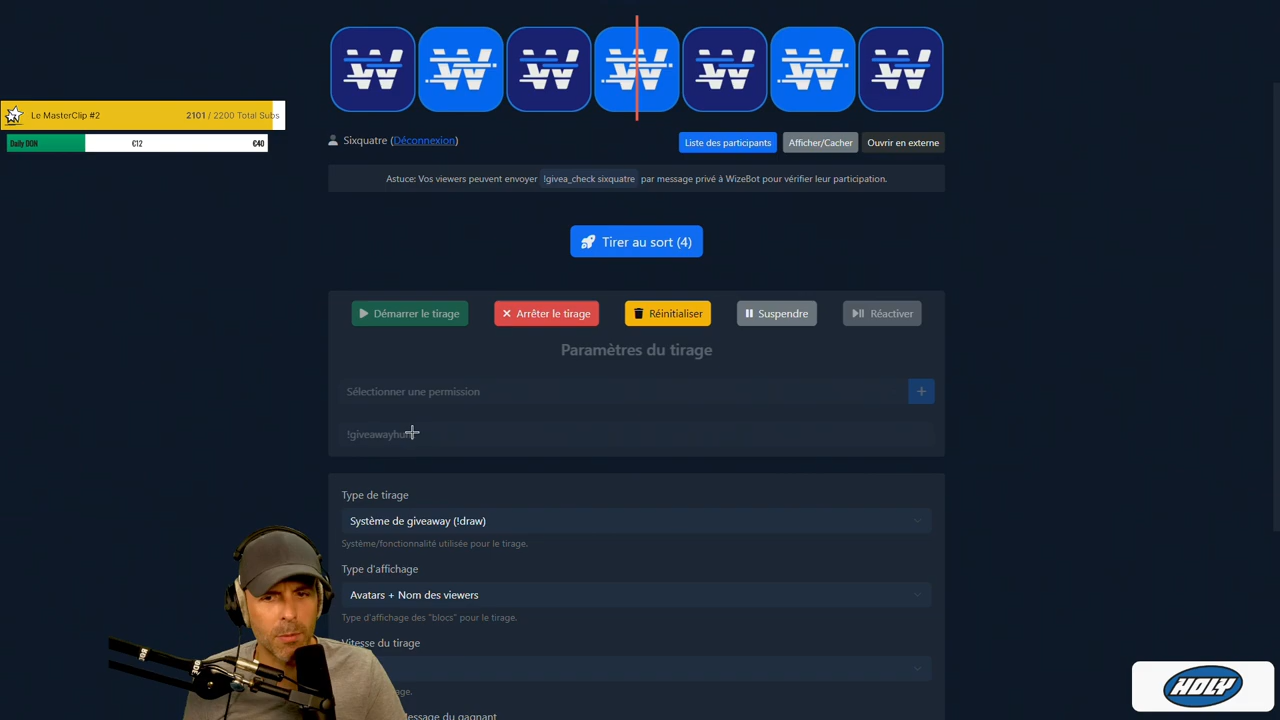 Le MasterClip #2
2101 / 2200 Total Subs
Daily DON
€12
€40
Sixquatre (Déconnexion)
Liste des participants
Afficher/Cacher
Ouvrir en externe
Astuce: Vos viewers peuvent envoyer !givea_check sixquatre par message privé à WizeBot pour vérifier leur participation.
Tirer au sort (4)
Démarrer le tirage
Arrêter le tirage
Réinitialiser
Suspendre
Réactiver
Paramètres du tirage
Sélectionner une permission
+
Type de tirage
Système de giveaway (!draw)
Système/fonctionnalité utilisée pour le tirage.
Type d'affichage
Avatars + Nom des viewers
Type d'affichage des "blocs" pour le tirage.
Vitesse du tirage
RØDE
HOLY
du gagnant